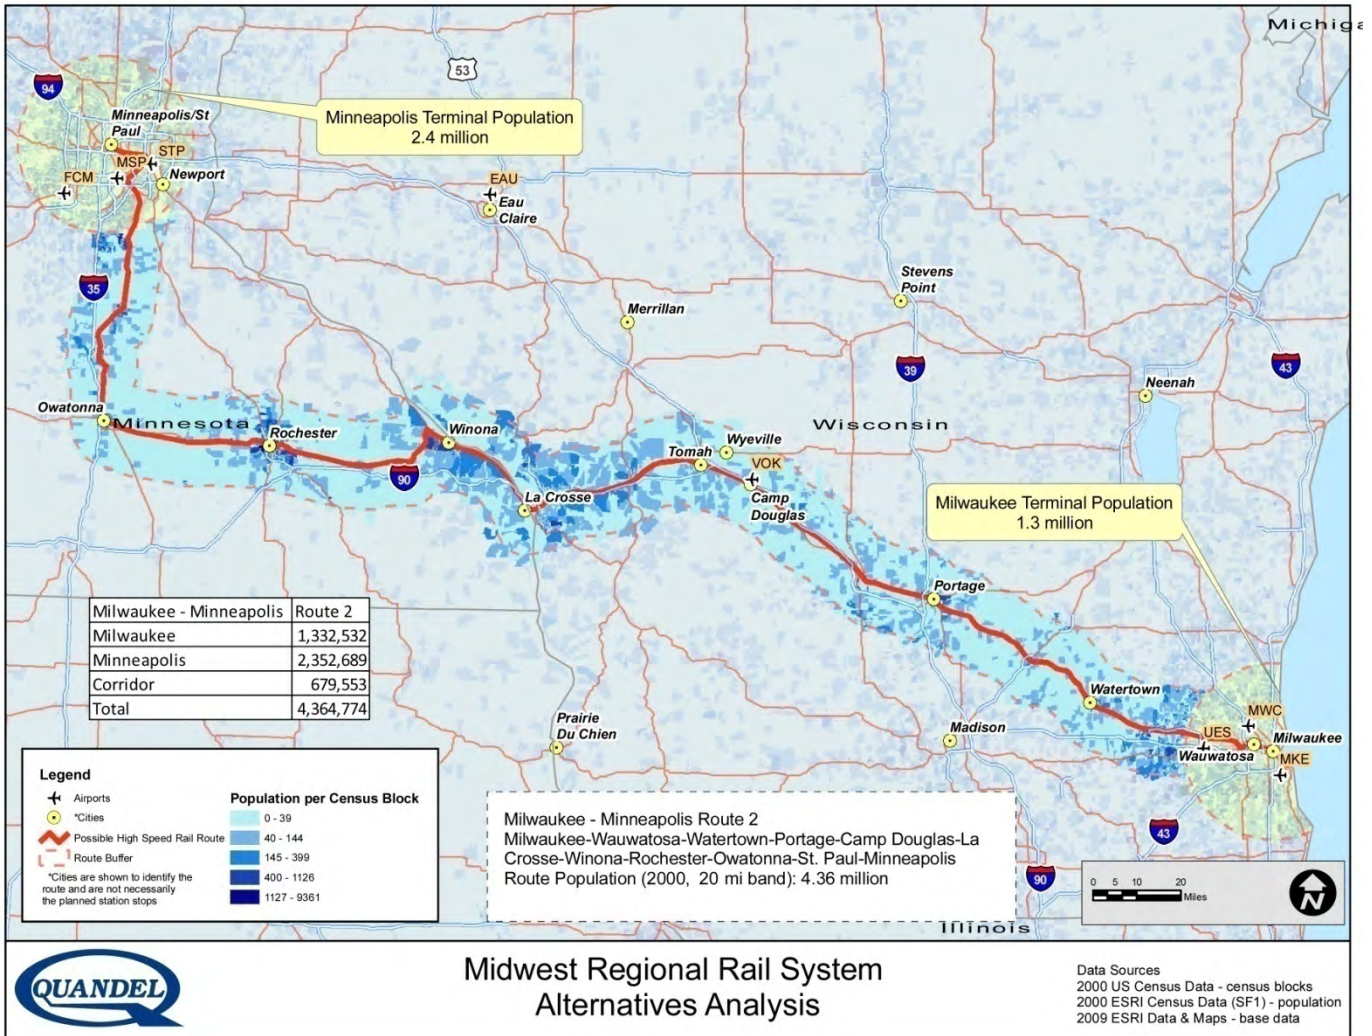 Michiga
94
53
Minneapolis Terminal Population
2.4 million
Minneapolis/St
Paul
STP
MSP
FCM
Newport
EAU
Eau
Claire
35
Stevens
Point
Merrillan
39
43
Neenah
Owatonna
Minnesota
Rochester
Winona
Wisconsin
Wyeville
Tomah
VOK
90
La Crosse
Camp
Douglas
Milwaukee Terminal Population
1.3 million
Portage
Milwaukee - Minneapolis Route 2
Milwaukee 1,332,532
Minneapolis 2,352,689
Corridor 679,553
Total 4,364,774
Watertown
Prairie
Du Chien
Madison
MWC
UES
Milwaukee
Wauwatosa
MKE
Legend
Airports
*Cities
Possible High Speed Rail Route
Route Buffer
*Cities are shown to identify the
route and are not necessarily
the planned station stops
Population per Census Block
0 - 39
40 - 144
145 - 399
400 - 1126
1127 - 9361
Milwaukee - Minneapolis Route 2
Milwaukee-Wauwatosa-Watertown-Portage-Camp Douglas-La
Crosse-Winona-Rochester-Owatonna-St. Paul-Minneapolis
Route Population (2000, 20 mi band): 4.36 million
43
90
0 5 10 20
Miles
N
Illinois
QUANDEL
Midwest Regional Rail System
Alternatives Analysis
Data Sources
2000 US Census Data - census blocks
2000 ESRI Census Data (SF1) - population
2009 ESRI Data & Maps - base data